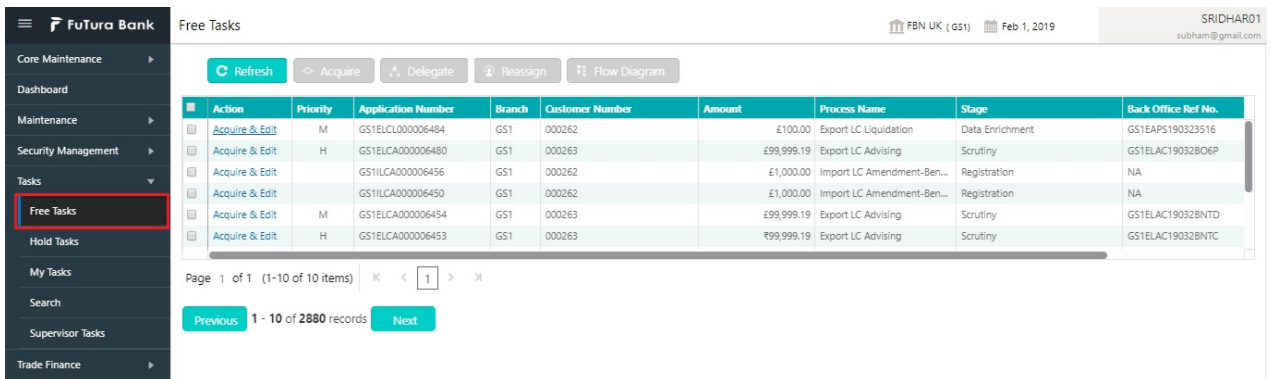 FuTura Bank
Free Tasks
FBN UK ( GS1) Feb 1, 2019
SRIDHAR01
subham@gmail.com
Core Maintenance
Dashboard
Maintenance
Security Management
Tasks
Free Tasks
Hold Tasks
My Tasks
Search
Supervisor Tasks
Trade Finance
Refresh Acquire Delegate Reassign Flow Diagram
Action Priority Application Number Branch Customer Number Amount Process Name Stage Back Office Ref No.
Acquire & Edit M GS1ELCL000006484 GS1 000262 £100.00 Export LC Liquidation Data Enrichment GS1EAPS190323516
Acquire & Edit H GS1ELCA000006480 GS1 000263 £99,999.19 Export LC Advising Scrutiny GS1ELAC19032BO6P
Acquire & Edit GS1ILCA000006456 GS1 000262 £1,000.00 Import LC Amendment-Ben... Registration NA
Acquire & Edit GS1ILCA000006450 GS1 000262 £1,000.00 Import LC Amendment-Ben... Registration NA
Acquire & Edit M GS1ELCA000006454 GS1 000263 £99,999.19 Export LC Advising Scrutiny GS1ELAC19032BNTD
Acquire & Edit H GS1ELCA000006453 GS1 000263 ₹99,999.19 Export LC Advising Scrutiny GS1ELAC19032BNTC
Page 1 of 1 (1-10 of 10 items) 1
Previous 1 - 10 of 2880 records Next